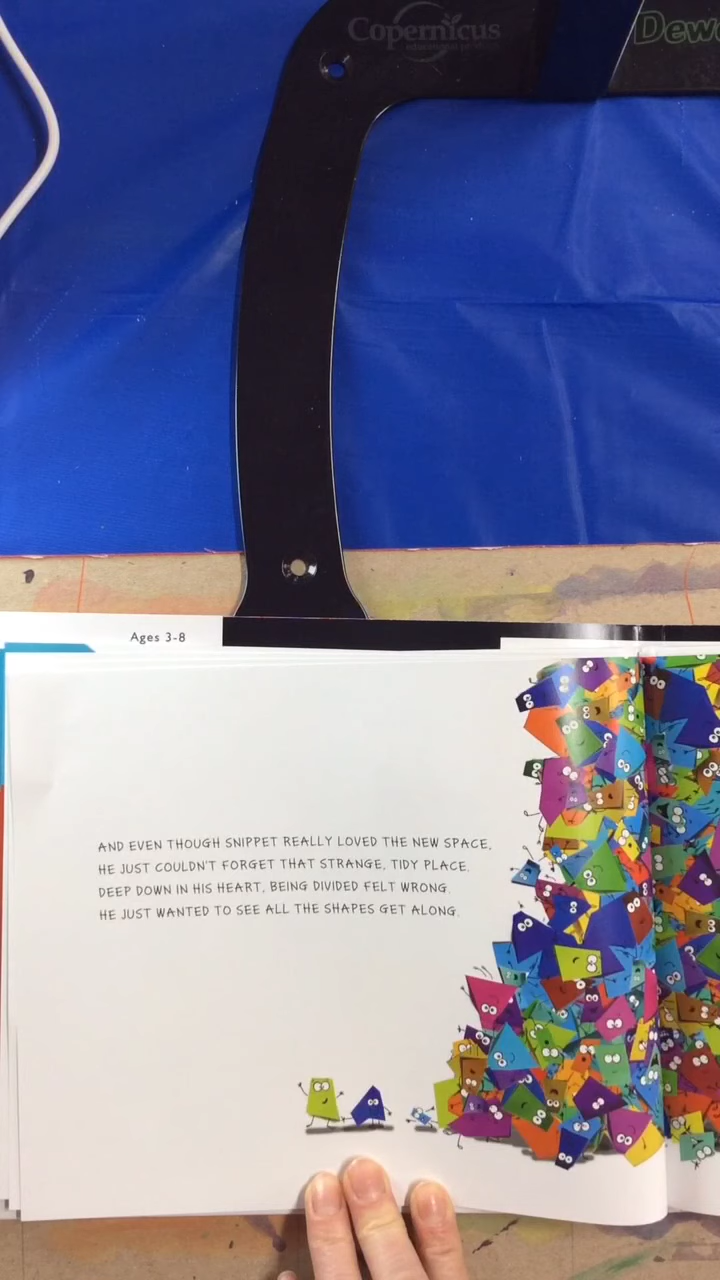 Copernicus
Dewe
Ages 3-8
AND EVEN THOUGH SNIPPET REALLY LOVED THE NEW SPACE,
HE JUST COULDN'T FORGET THAT STRANGE, TIDY PLACE.
DEEP DOWN IN HIS HEART, BEING DIVIDED FELT WRONG.
HE JUST WANTED TO SEE ALL THE SHAPES GET ALONG.